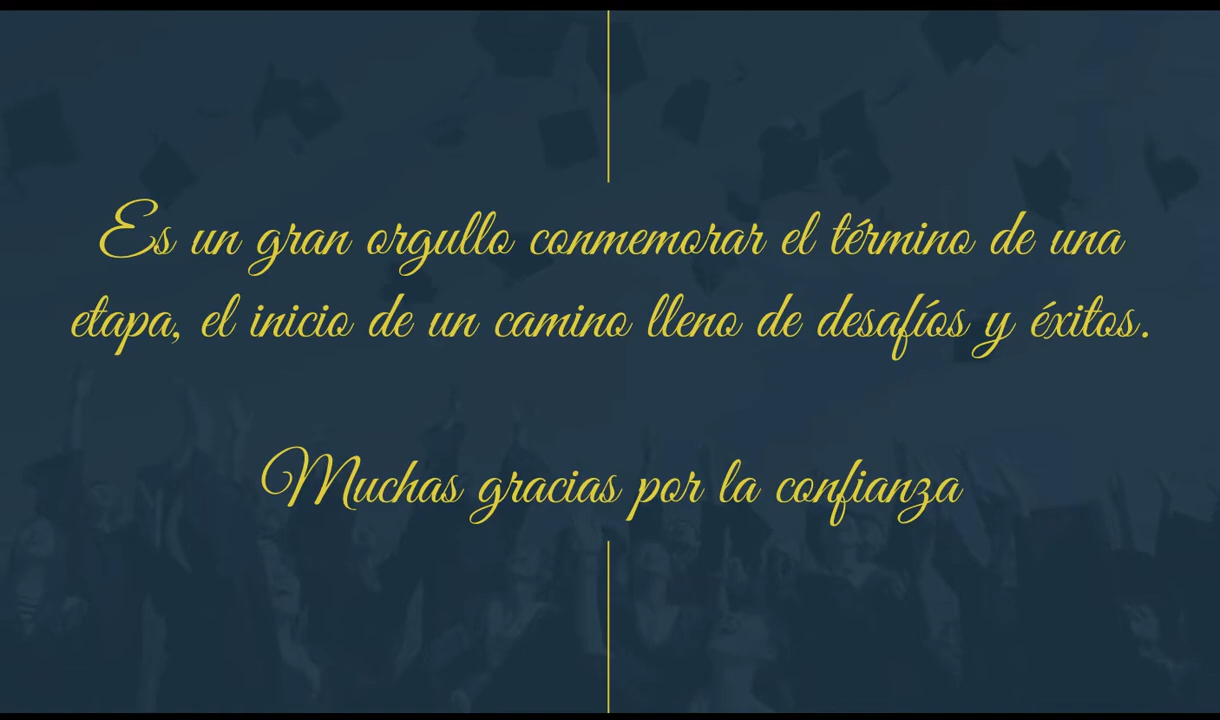 Es un gran orgullo conmemorar el término de una
etapa, el inicio de un camino lleno de desafíos y éxitos.
Muchas gracias por la confianza